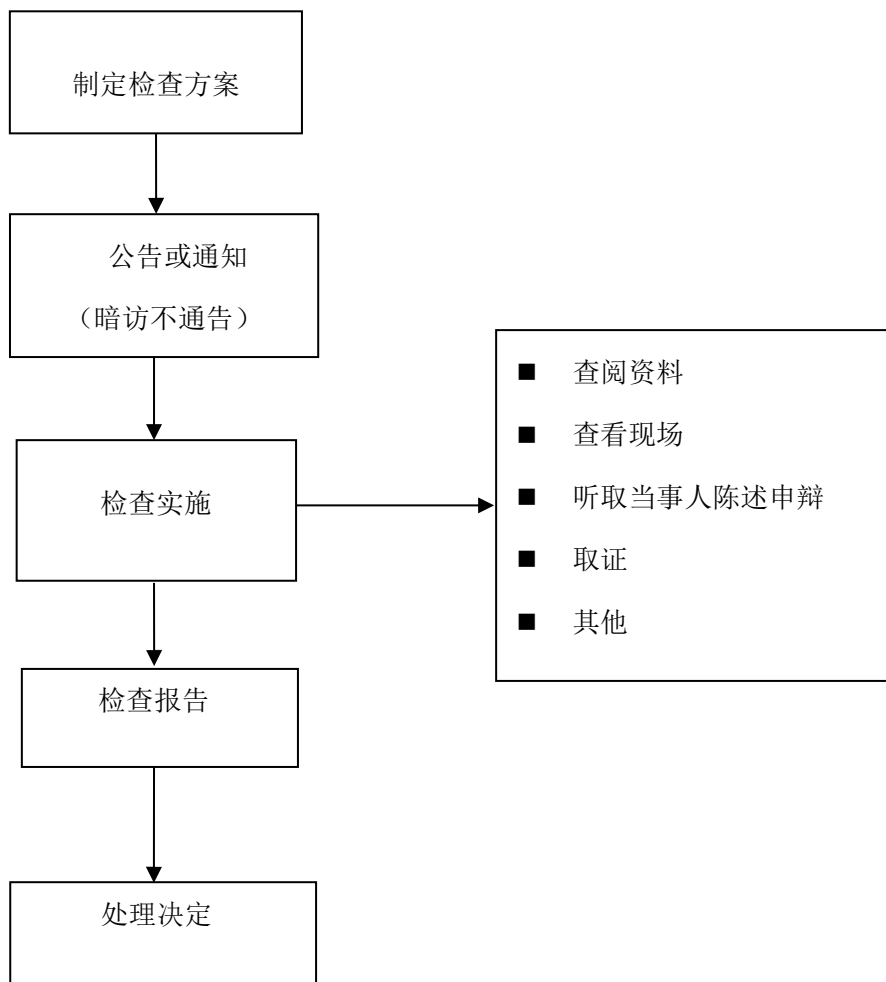 制定检查方案
公告或通知
（暗访不通告）
检查实施
■ 查阅资料
■ 查看现场
■ 听取当事人陈述申辩
■ 取证
■ 其他
检查报告
处理决定